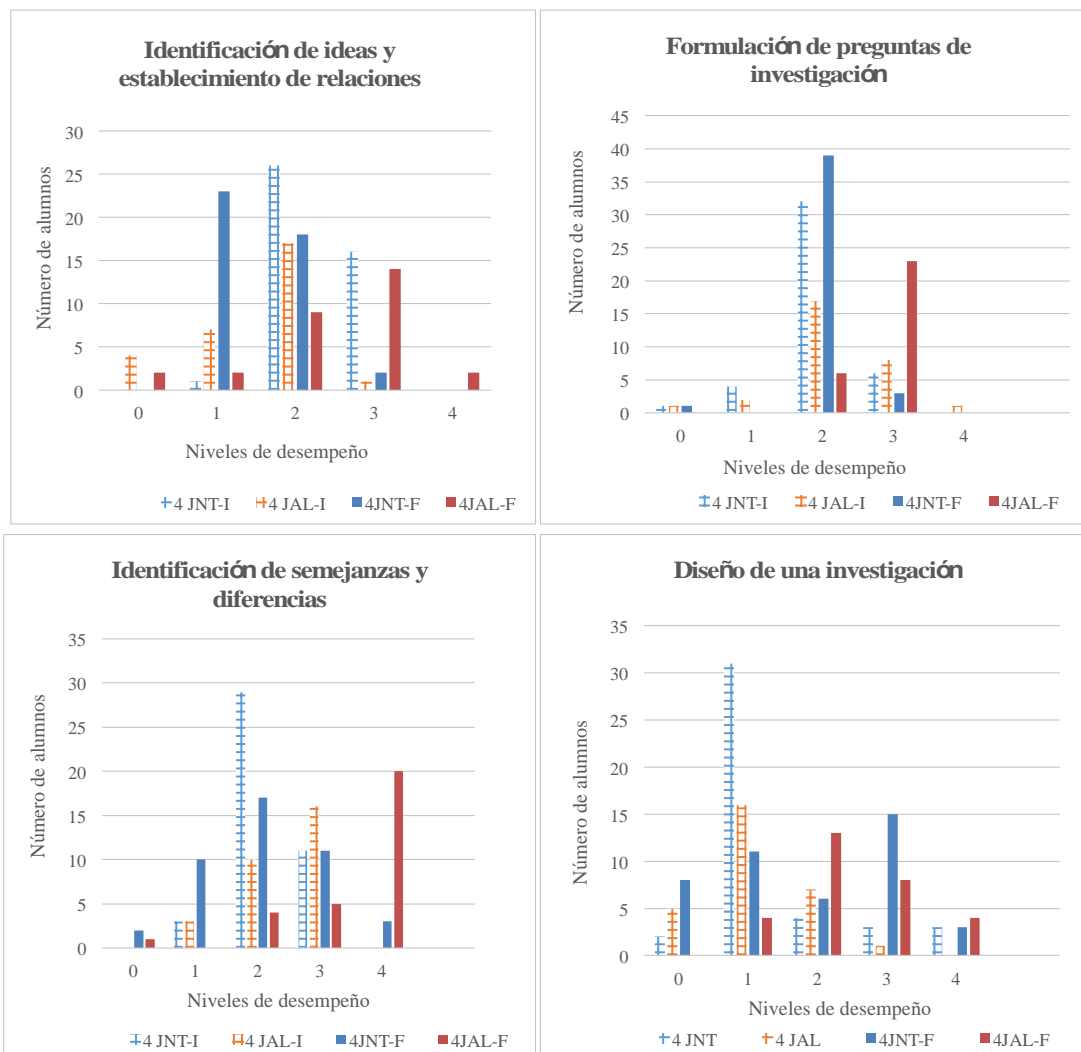 Identificación de ideas y
establecimiento de relaciones
30
25
20
15
10
5
0
Número de alumnos
0 1 2 3 4
Niveles de desempeño
4 JNT-I 4 JAL-I 4JNT-F 4JAL-F
Formulación de preguntas de
investigación
45
40
35
30
25
20
15
10
5
0
Número de alumnos
0 1 2 3 4
Niveles de desempeño
4 JNT-I 4 JAL-I 4JNT-F 4JAL-F
Identificación de semejanzas y
diferencias
35
30
25
20
15
10
5
0
Número de alumnos
0 1 2 3 4
Niveles de desempeño
4 JNT-I 4 JAL-I 4JNT-F 4JAL-F
Diseño de una investigación
35
30
25
20
15
10
5
0
Número de alumnos
0 1 2 3 4
Niveles de desempeño
4 JNT 4 JAL 4JNT-F 4JAL-F